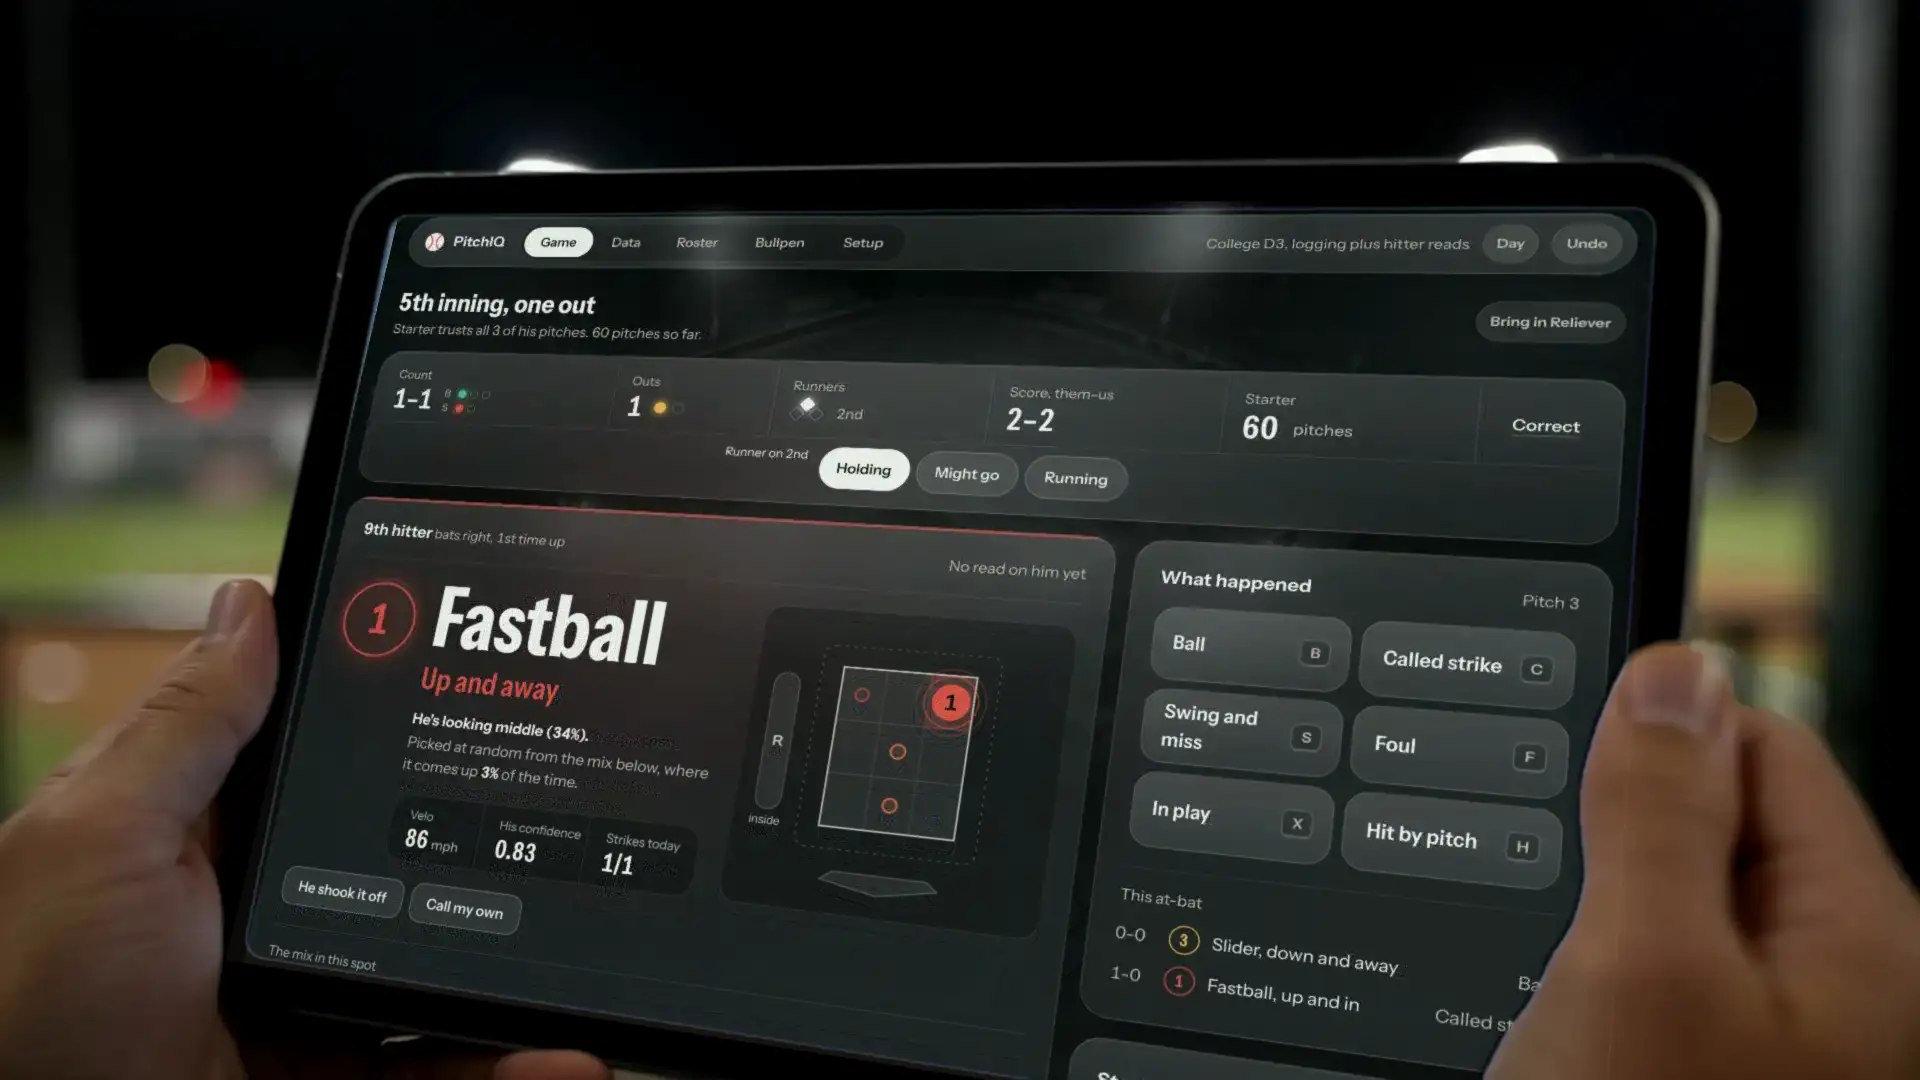 PitchIQ Game Data Roster Bullpen Setup College D3, logging plus hitter reads Day Undo
5th inning, one out
Starter trusts all 3 of his pitches. 60 pitches so far.
Bring in Reliever
Count Outs Runners Score, them-us Starter
1-1 B S 1 2nd 2-2 60 pitches Correct
Runner on 2nd Holding Might go Running
9th hitter bats right, 1st time up
No read on him yet
1 Fastball
Up and away
He's looking middle (34%).
Picked at random from the mix below, where
it comes up 3% of the time.
Velo His confidence Strikes today
86 mph 0.83 1/1
He shook it off Call my own
The mix in this spot
1
R
inside
What happened Pitch 3
Ball B Called strike C
Swing and
miss S Foul F
In play X Hit by pitch H
This at-bat
0-0 3 Slider, down and away
1-0 1 Fastball, up and in Called